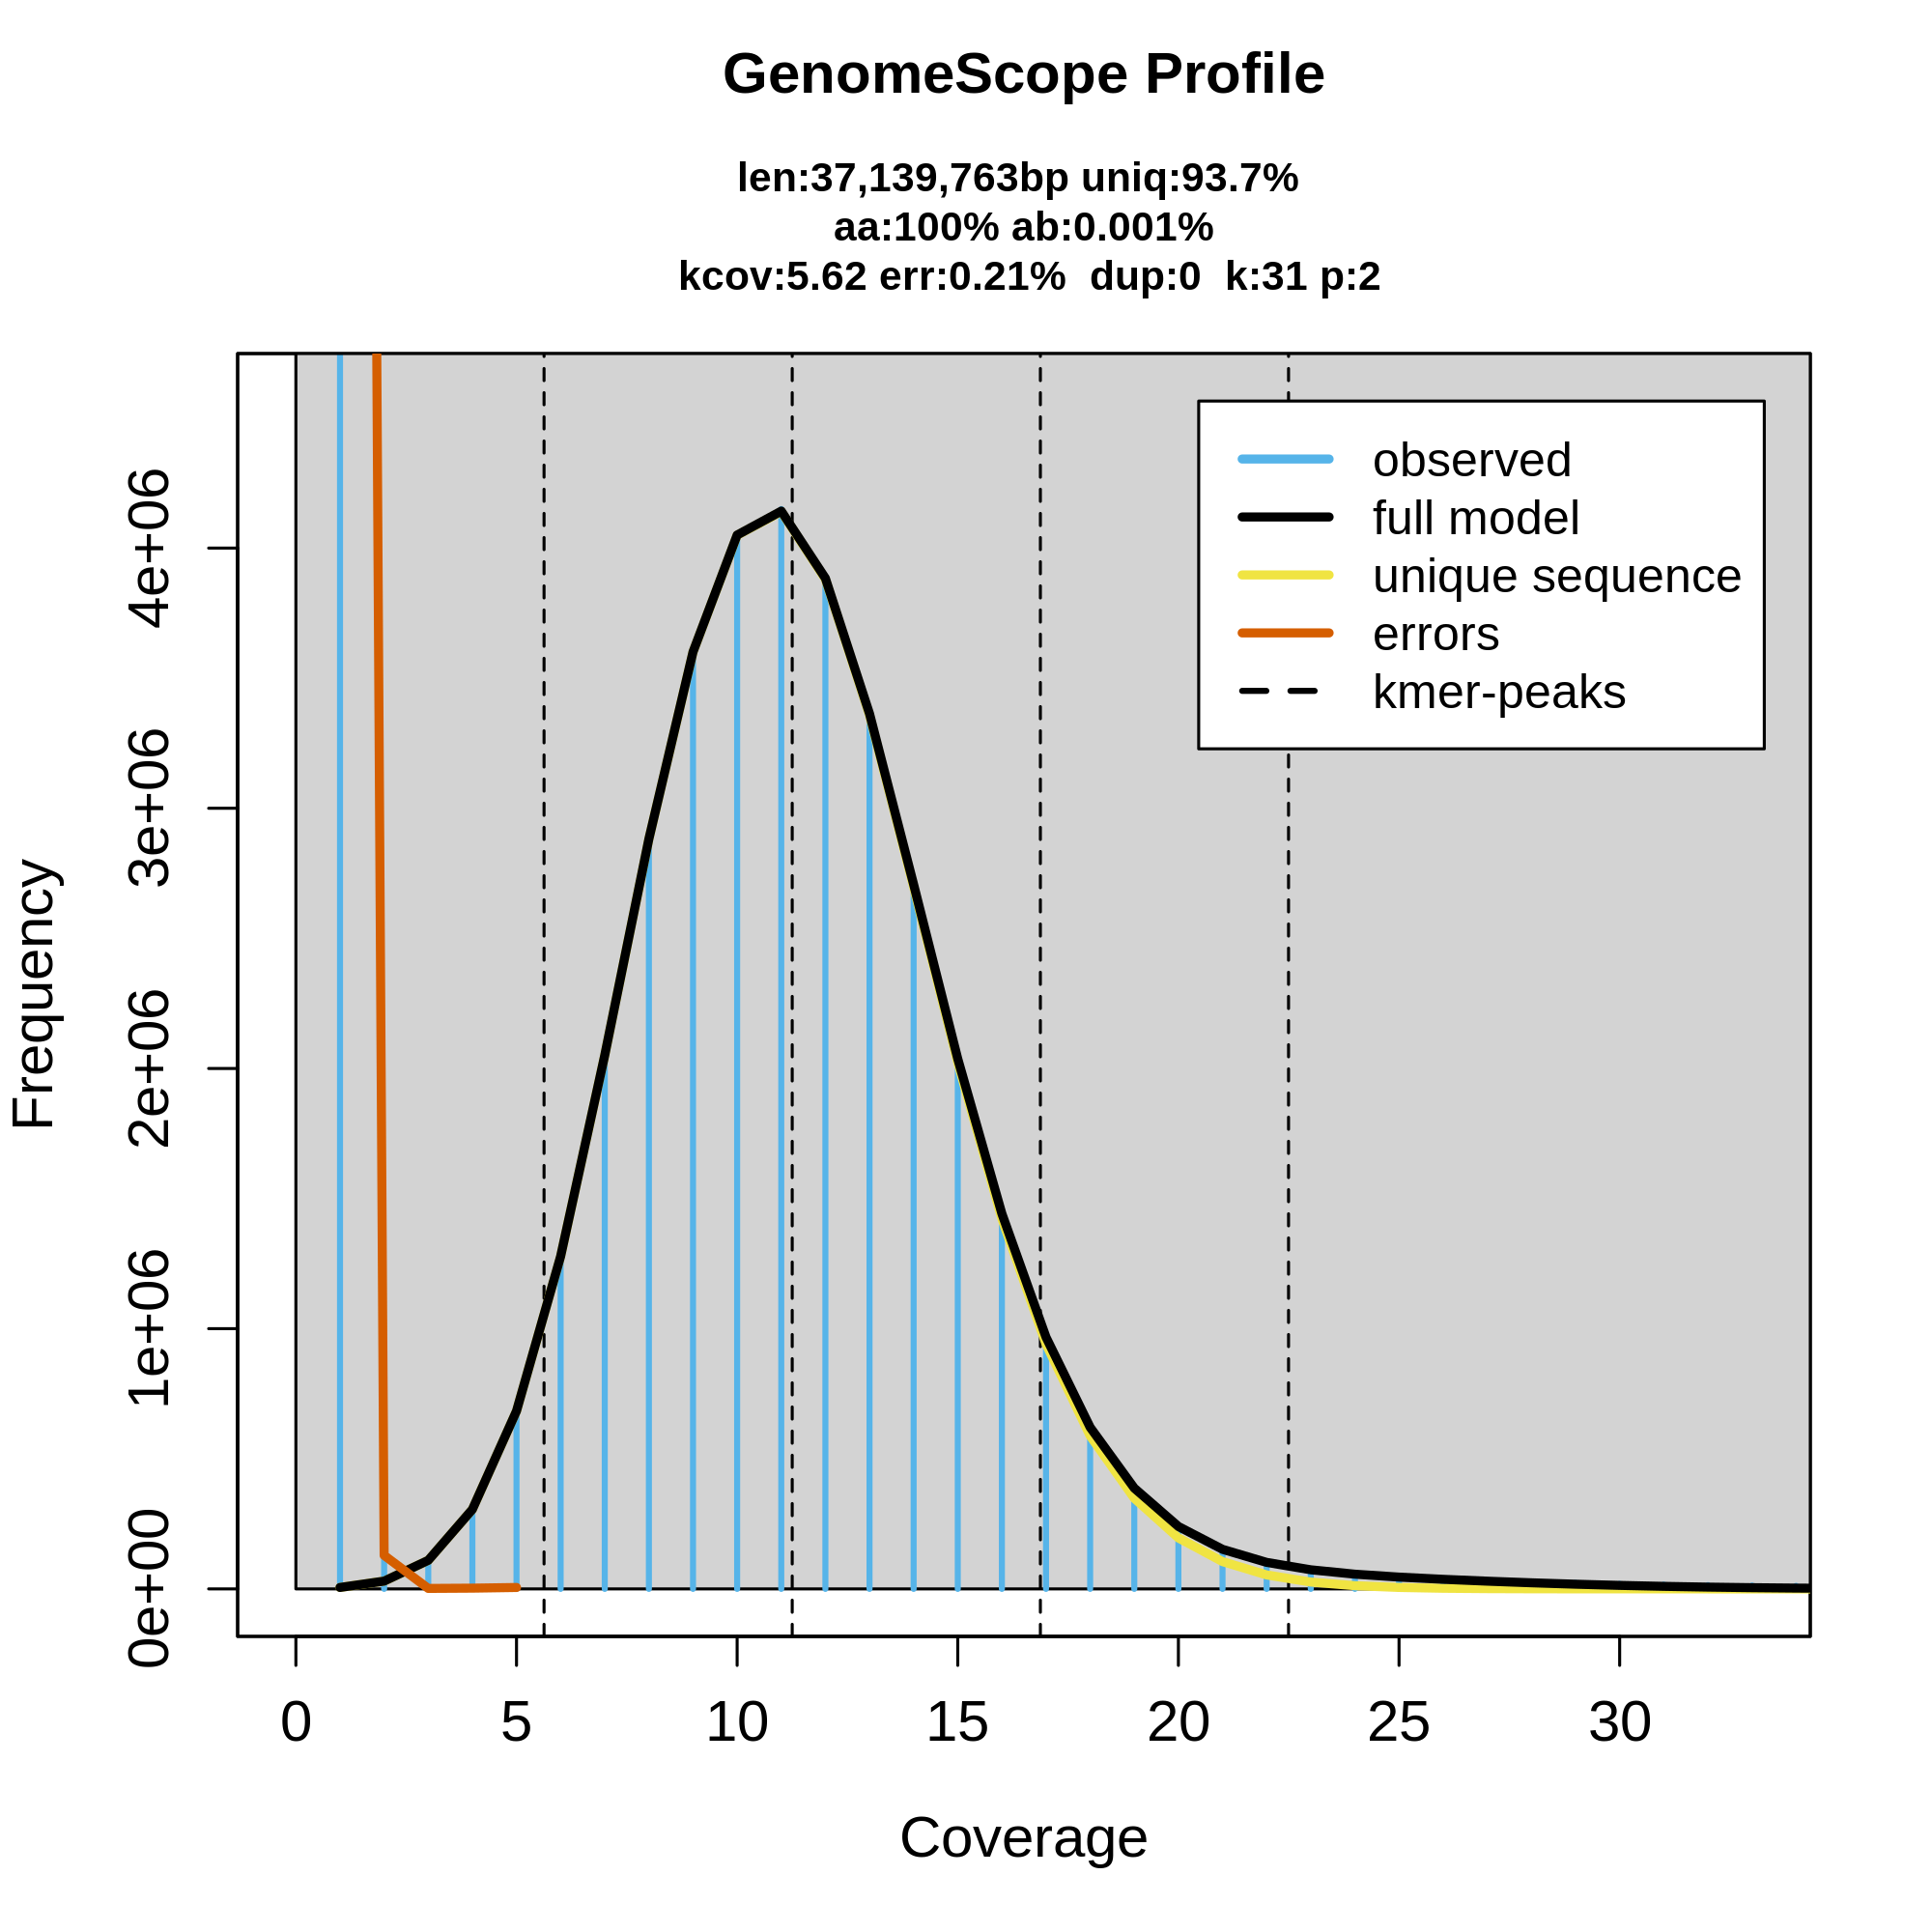 GenomeScope Profile
len:37,139,763bp uniq:93.7%
aa:100% ab:0.001%
kcov:5.62 err:0.21%  dup:0  k:31 p:2
observed
full model
unique sequence
errors
kmer-peaks
Frequency
4e+06
3e+06
2e+06
1e+06
0e+00
0 5 10 15 20 25 30
Coverage